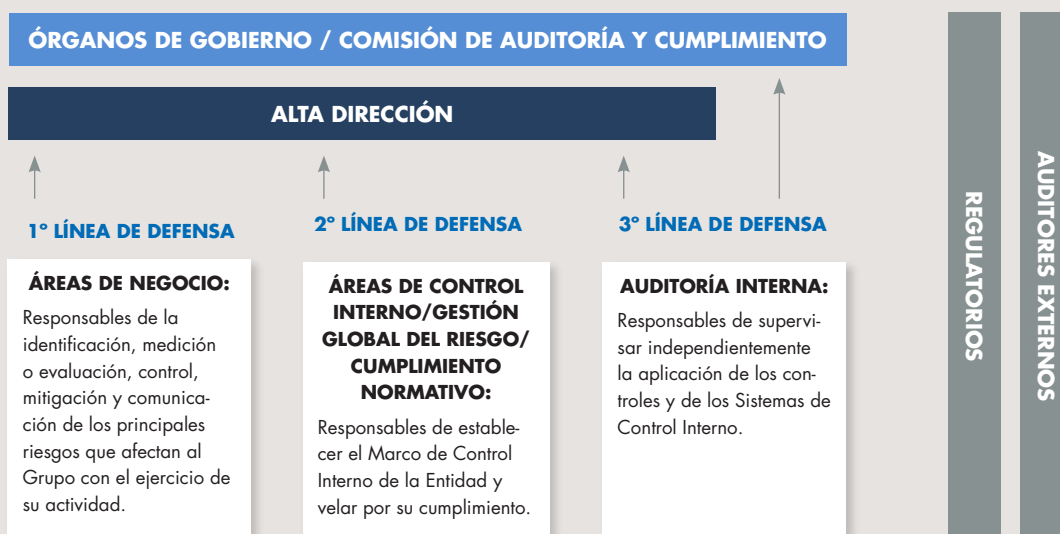 ÓRGANOS DE GOBIERNO / COMISIÓN DE AUDITORÍA Y CUMPLIMIENTO
ALTA DIRECCIÓN
1º LÍNEA DE DEFENSA
ÁREAS DE NEGOCIO:
Responsables de la
identificación, medición
o evaluación, control,
mitigación y comunica-
ción de los principales
riesgos que afectan al
Grupo con el ejercicio de
su actividad.
2º LÍNEA DE DEFENSA
ÁREAS DE CONTROL
INTERNO/GESTIÓN
GLOBAL DEL RIESGO/
CUMPLIMIENTO
NORMATIVO:
Responsables de estable-
cer el Marco de Control
Interno de la Entidad y
velar por su cumplimiento.
3º LÍNEA DE DEFENSA
AUDITORÍA INTERNA:
Responsables de supervi-
sar independientemente
la aplicación de los con-
troles y de los Sistemas de
Control Interno.
REGULATORIOS
AUDITORES EXTERNOS